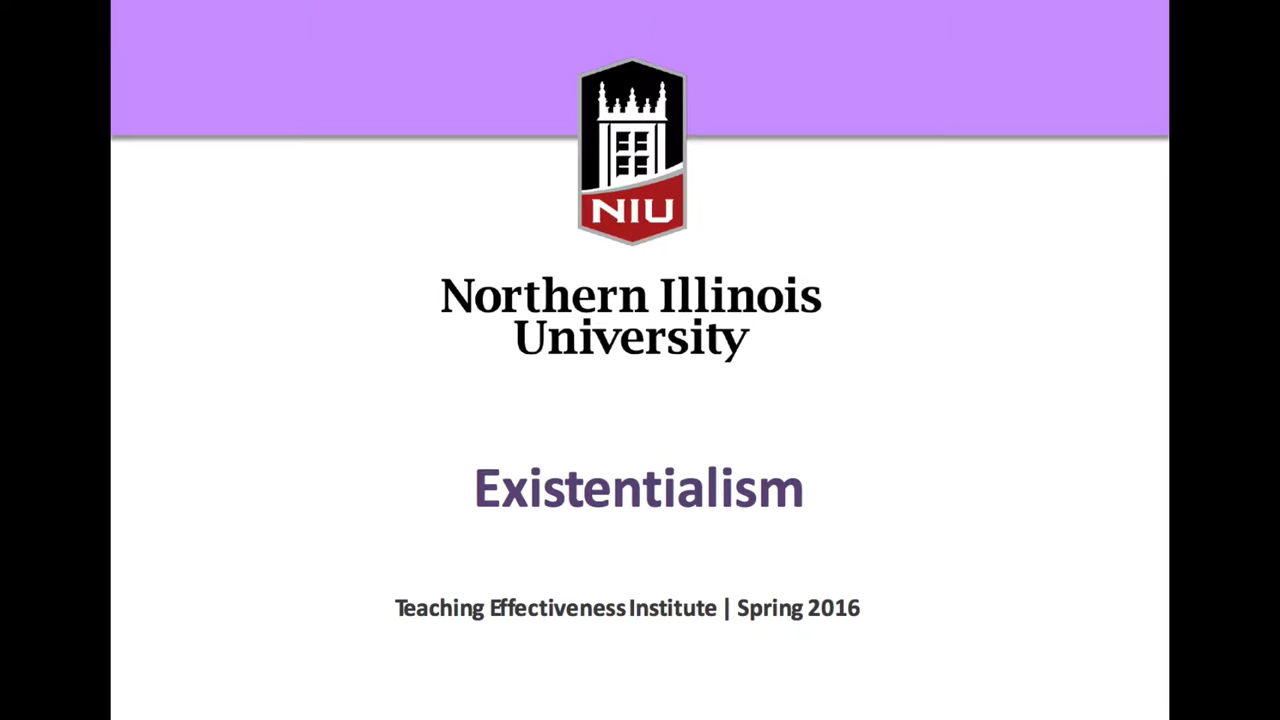 NIU
Northern Illinois
University
Existentialism
Teaching Effectiveness Institute | Spring 2016